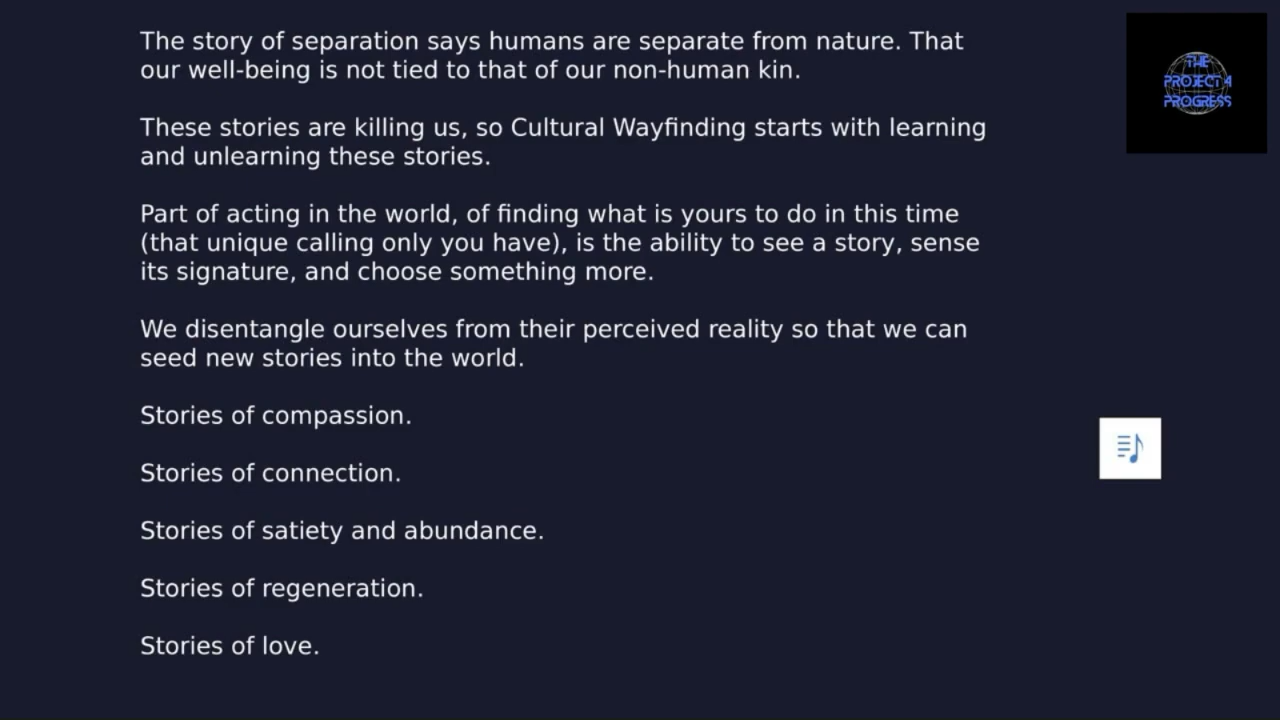 The story of separation says humans are separate from nature. That
our well-being is not tied to that of our non-human kin.
These stories are killing us, so Cultural Wayfinding starts with learning
and unlearning these stories.
Part of acting in the world, of finding what is yours to do in this time
(that unique calling only you have), is the ability to see a story, sense
its signature, and choose something more.
We disentangle ourselves from their perceived reality so that we can
seed new stories into the world.
Stories of compassion.
Stories of connection.
Stories of satiety and abundance.
Stories of regeneration.
Stories of love.
THE
PROJECT 4
PROGRESS